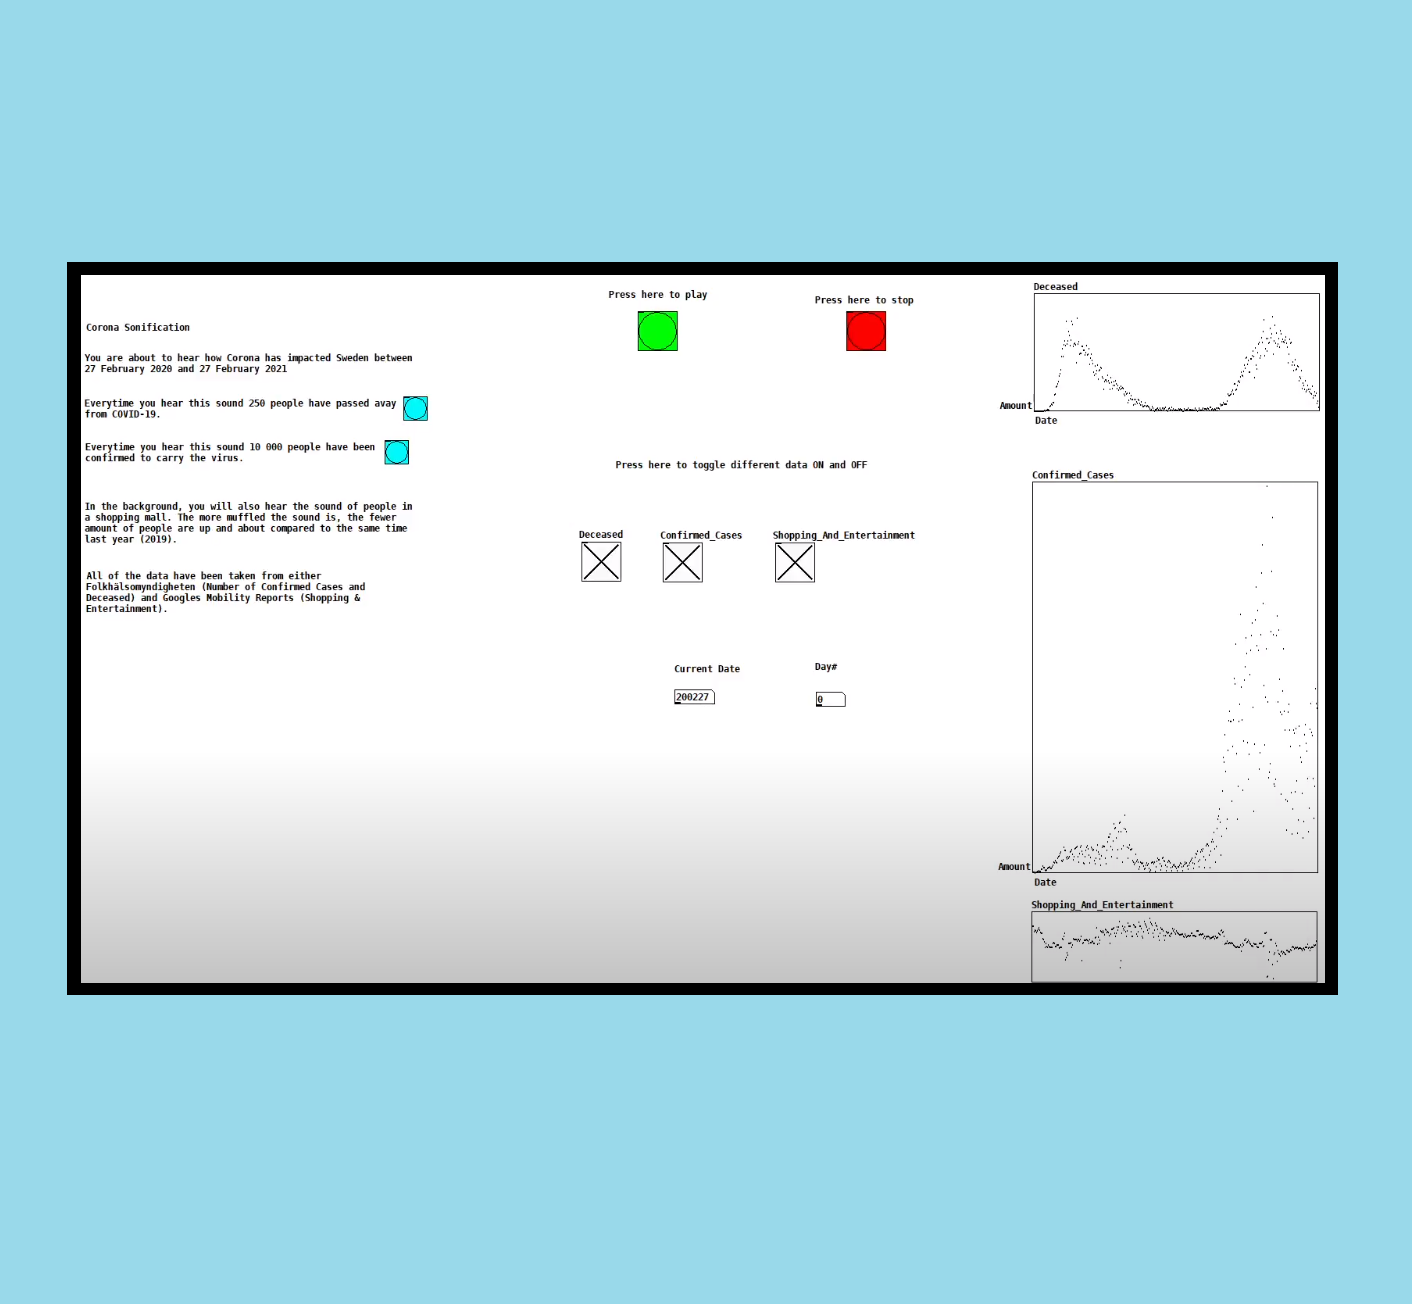 Corona Sonification
You are about to hear how Corona has impacted Sweden between
27 February 2020 and 27 February 2021
Everytime you hear this sound 250 people have passed avay
from COVID-19.
Everytime you hear this sound 10 000 people have been
confirmed to carry the virus.
In the background, you will also hear the sound of people in
a shopping mall. The more muffled the sound is, the fewer
amount of people are up and about compared to the same time
last year (2019).
All of the data have been taken from either
Folkhälsomyndigheten (Number of Confirmed Cases and
Deceased) and Googles Mobility Reports (Shopping &
Entertainment).
Press here to play
Press here to stop
Press here to toggle different data ON and OFF
Deceased
Confirmed_Cases
Shopping_And_Entertainment
Current Date
Day#
200227
0
Deceased
Amount
Date
Confirmed_Cases
Amount
Date
Shopping_And_Entertainment